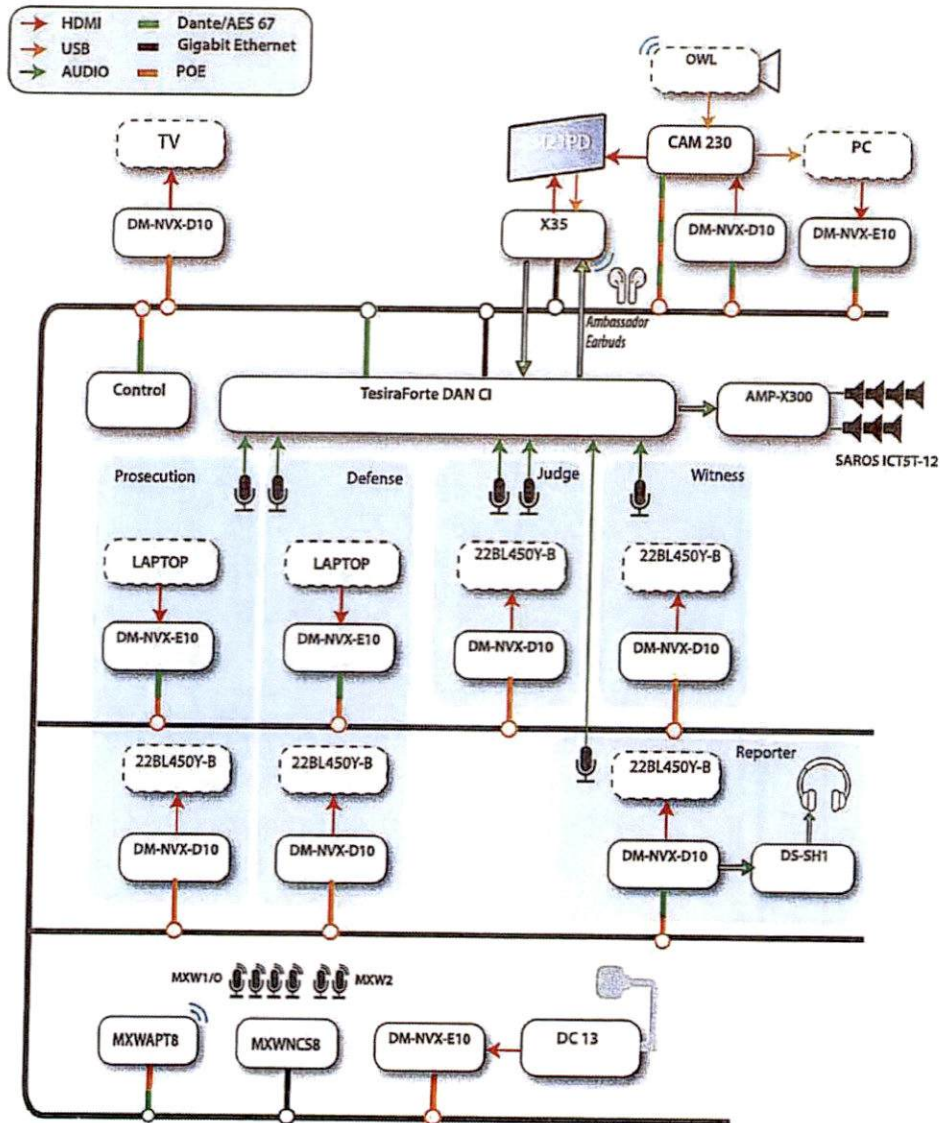 HDMI
USB
AUDIO
Dante/AES 67
Gigabit Ethernet
POE
OWL
TV
CAM 230
PC
DM-NVX-D10
X35
DM-NVX-D10
DM-NVX-E10
Ambassador
Earbuds
Control
TesiraForte DAN CI
AMP-X300
SAROS ICT5T-12
Prosecution
Defense
Judge
Witness
LAPTOP
LAPTOP
22BL450Y-B
22BL450Y-B
DM-NVX-E10
DM-NVX-E10
DM-NVX-D10
DM-NVX-D10
Reporter
22BL450Y-B
22BL450Y-B
22BL450Y-B
DM-NVX-D10
DM-NVX-D10
DM-NVX-D10
DS-SH1
MXW1/O
MXW2
MXWAPT8
MXWNCS8
DM-NVX-E10
DC 13